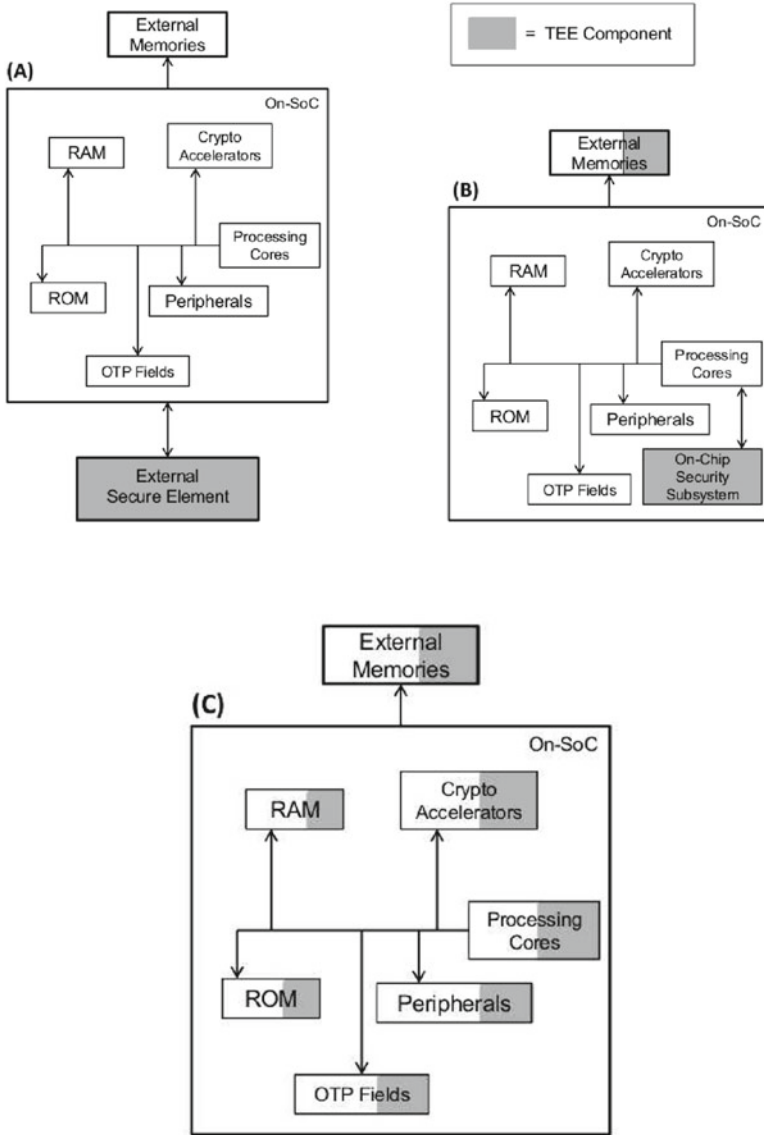 External
Memories
= TEE Component
(A)
On-SoC
RAM
Crypto
Accelerators
Processing
Cores
ROM
Peripherals
OTP Fields
External
Secure Element
External
Memories
(B)
On-SoC
RAM
Crypto
Accelerators
Processing
Cores
ROM
Peripherals
On-Chip
Security
Subsystem
OTP Fields
External
Memories
(C)
On-SoC
RAM
Crypto
Accelerators
Processing
Cores
ROM
Peripherals
OTP Fields